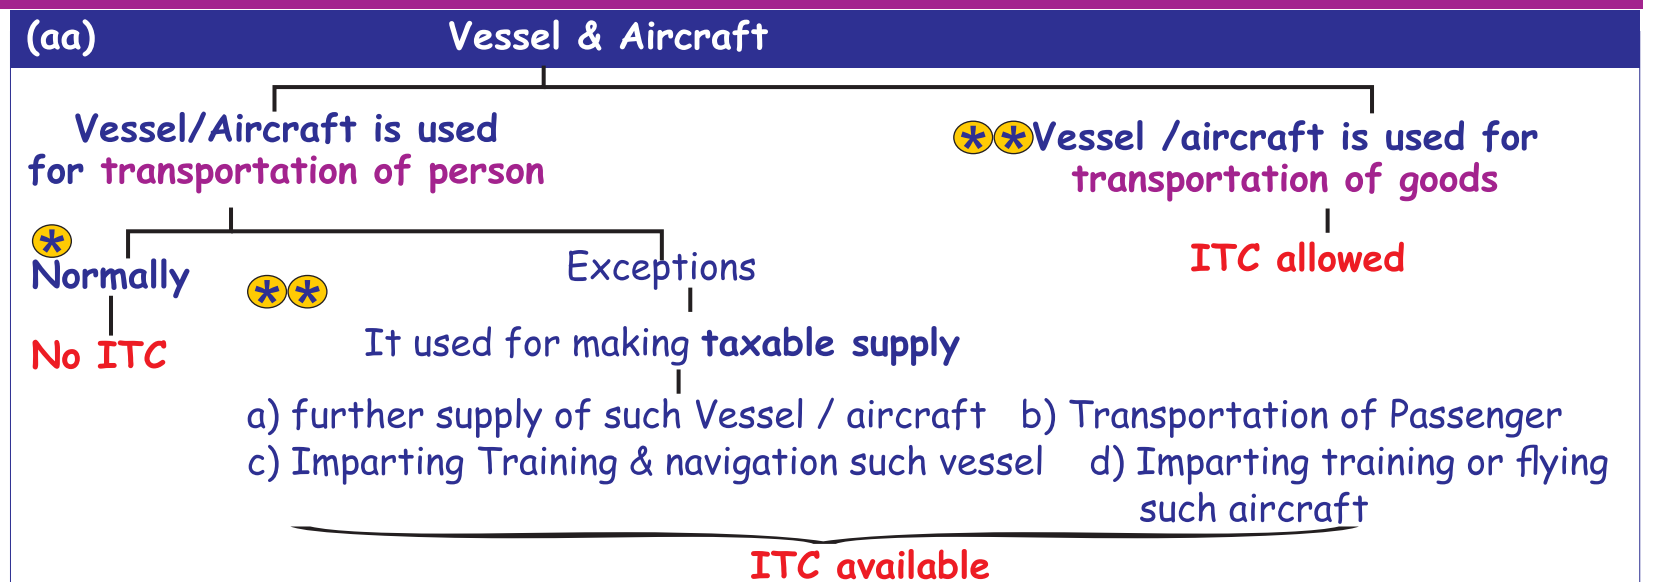 (aa) Vessel & Aircraft
Vessel/Aircraft is used
for transportation of person
**Vessel /aircraft is used for
transportation of goods
ITC allowed
*
Normally
No ITC
**
Exceptions
It used for making taxable supply
a) further supply of such Vessel / aircraft b) Transportation of Passenger
c) Imparting Training & navigation such vessel d) Imparting training or flying
such aircraft
ITC available